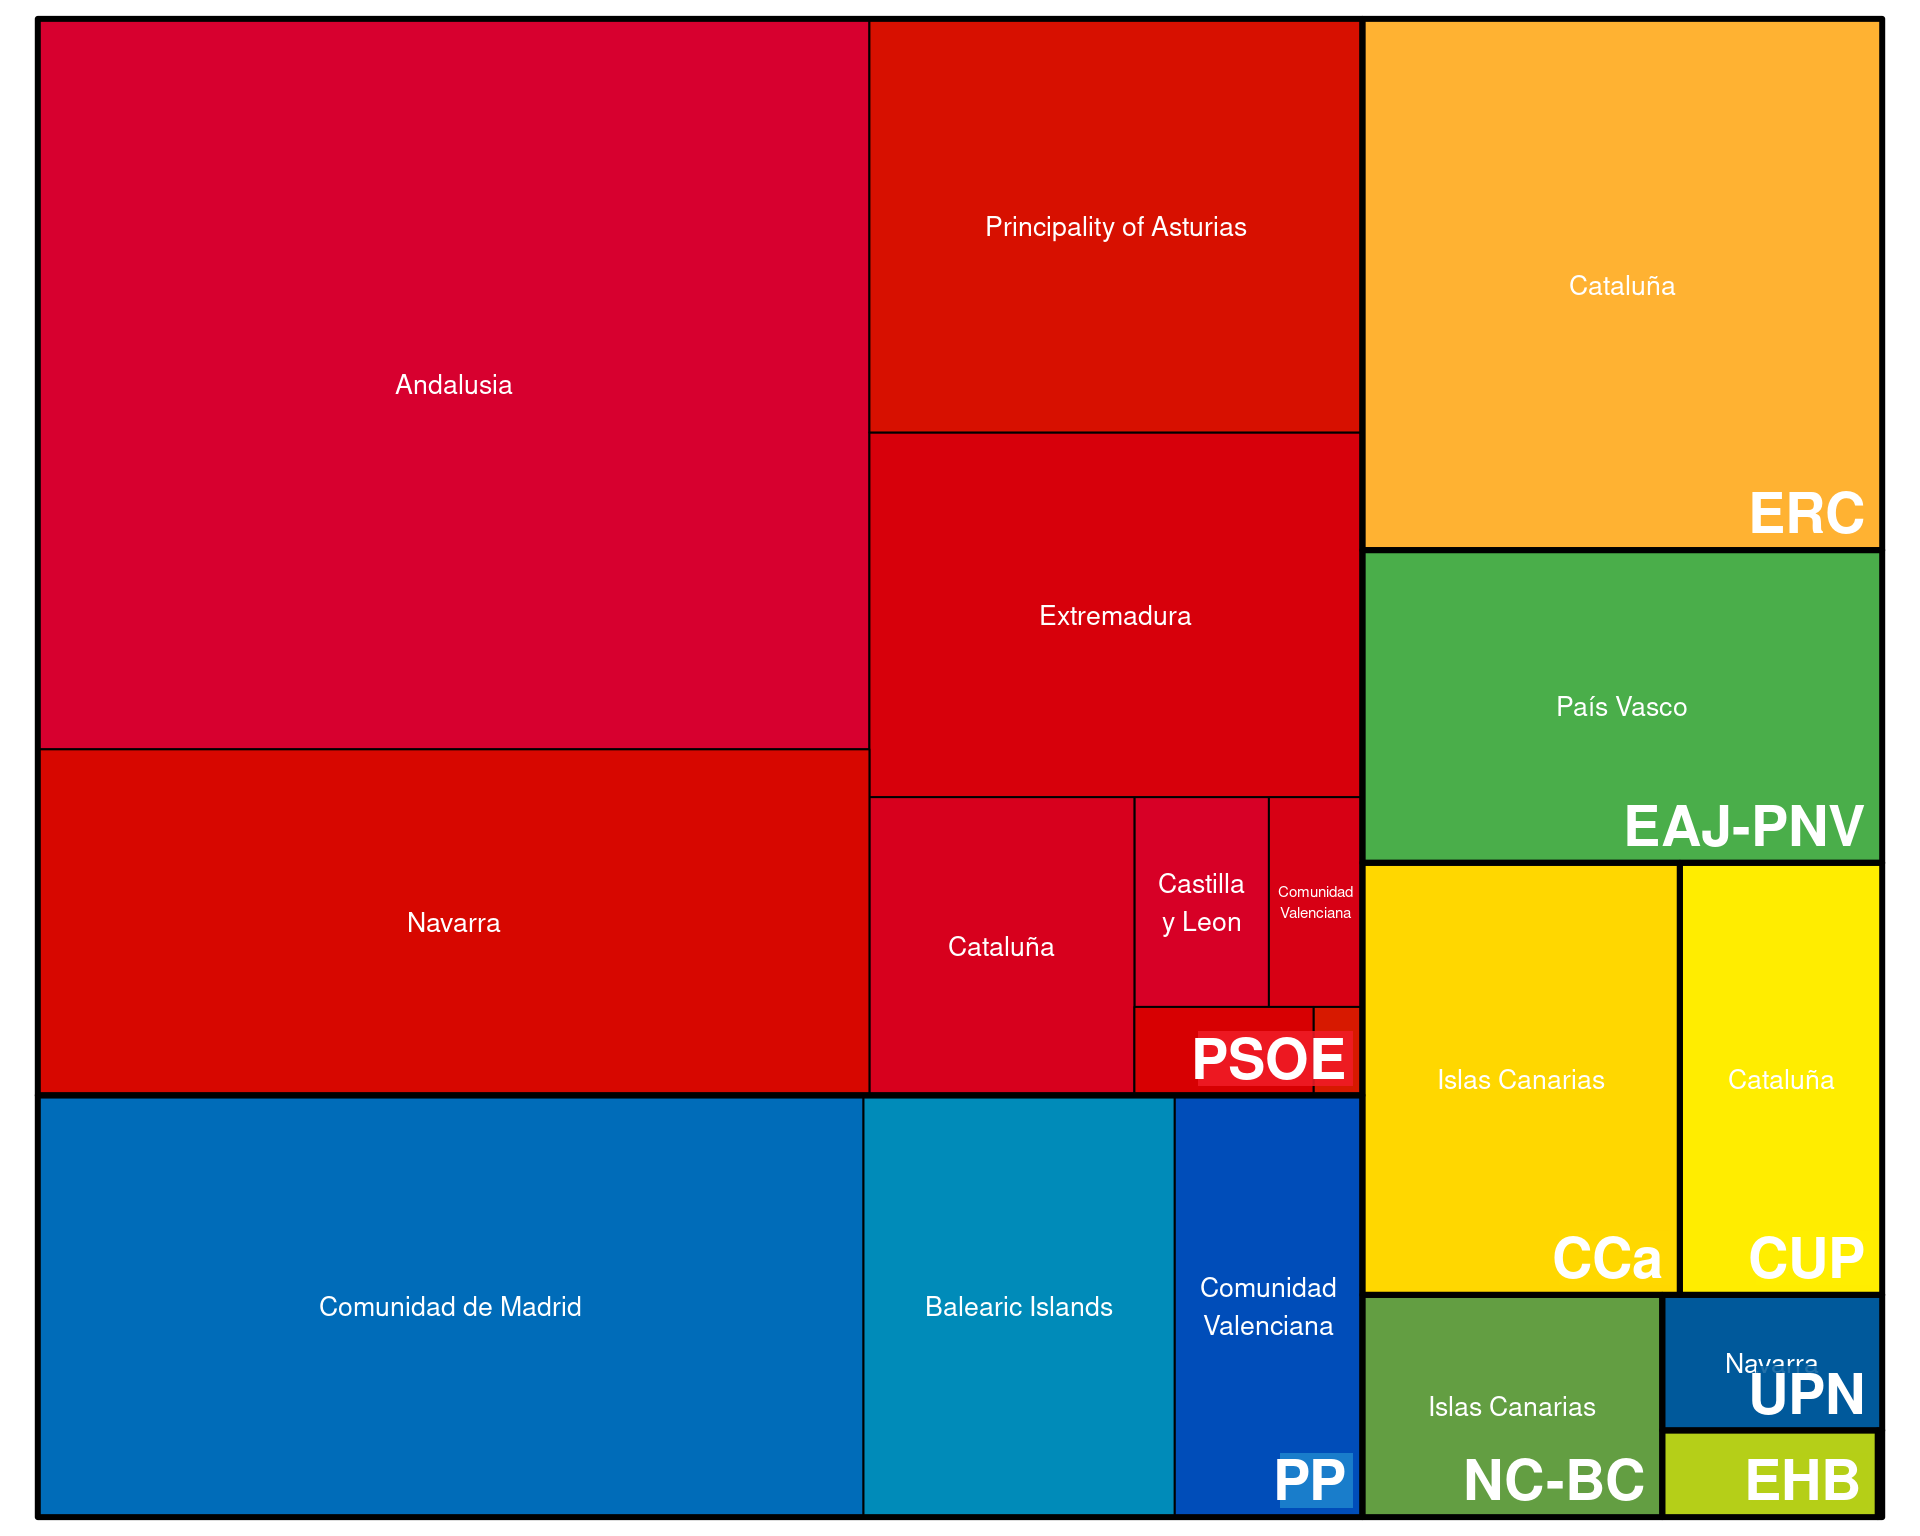 Andalusia
Navarra
Principality of Asturias
Extremadura
Cataluña
Castilla
y Leon
Comunidad
Valenciana
PSOE
Comunidad de Madrid
Balearic Islands
Comunidad
Valenciana
PP
Cataluña
ERC
País Vasco
EAJ-PNV
Islas Canarias
CCa
Cataluña
CUP
Islas Canarias
NC-BC
Navarra
UPN
EHB